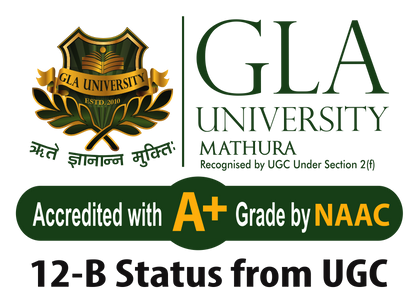 GLA UNIVERSITY
ESTD. 2010
ऋते ज्ञानान्न मुक्तिः
GLA
UNIVERSITY
MATHURA
Recognised by UGC Under Section 2(f)
Accredited with A+ Grade by NAAC
12-B Status from UGC